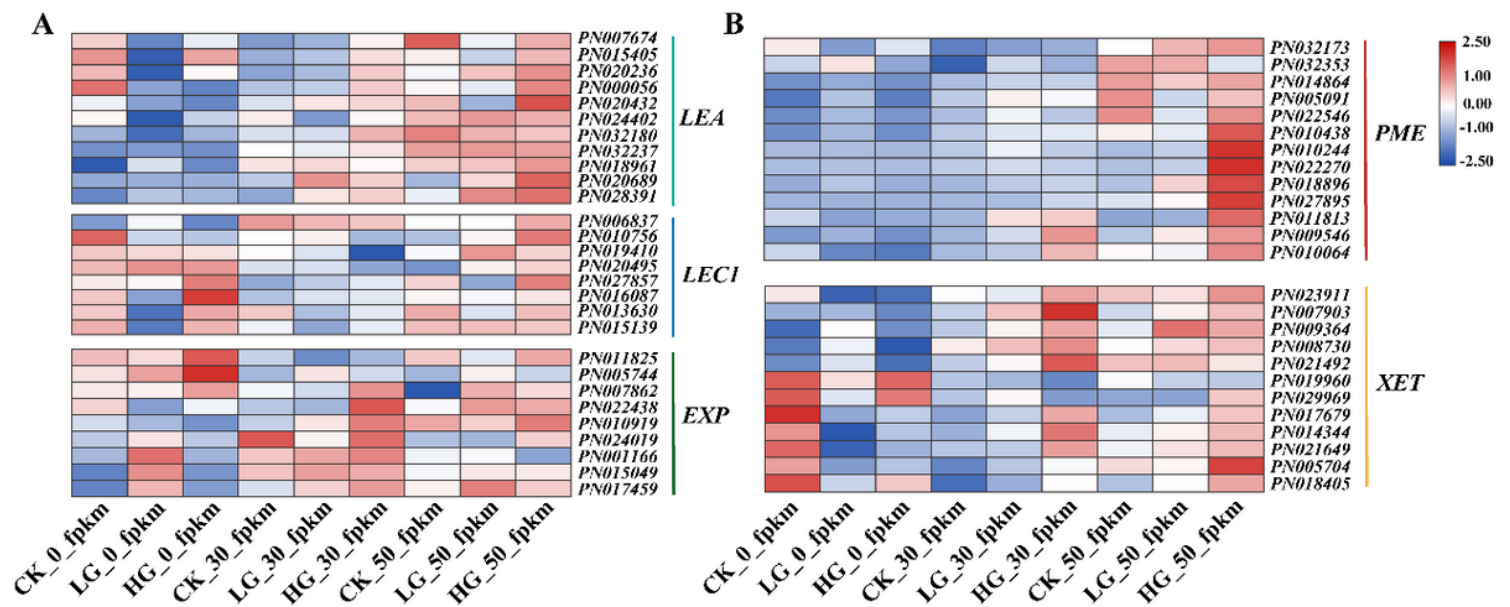 A
PN007674
PN015405
PN020236
PN000056
PN020432
PN024402
PN032180
PN032237
PN018961
PN020689
PN028391
LEA
PN006837
PN010756
PN019410
PN020495
PN027857
PN016087
PN013630
PN015139
LEC1
PN011825
PN005744
PN007862
PN022438
PN010919
PN024019
PN001166
PN015049
PN017459
EXP
CK_0_fpkm
LG_0_fpkm
HG_0_fpkm
CK_30_fpkm
LG_30_fpkm
HG_30_fpkm
CK_50_fpkm
LG_50_fpkm
HG_50_fpkm
B
PN032173
PN032353
PN014864
PN005091
PN022546
PN010438
PN010244
PN022270
PN018896
PN027895
PN011813
PN009546
PN010064
PME
PN023911
PN007903
PN009364
PN008730
PN021492
PN019960
PN029969
PN017679
PN014344
PN021649
PN005704
PN018405
XET
CK_0_fpkm
LG_0_fpkm
HG_0_fpkm
CK_30_fpkm
LG_30_fpkm
HG_30_fpkm
CK_50_fpkm
LG_50_fpkm
HG_50_fpkm
2.50
1.00
0.00
-1.00
-2.50